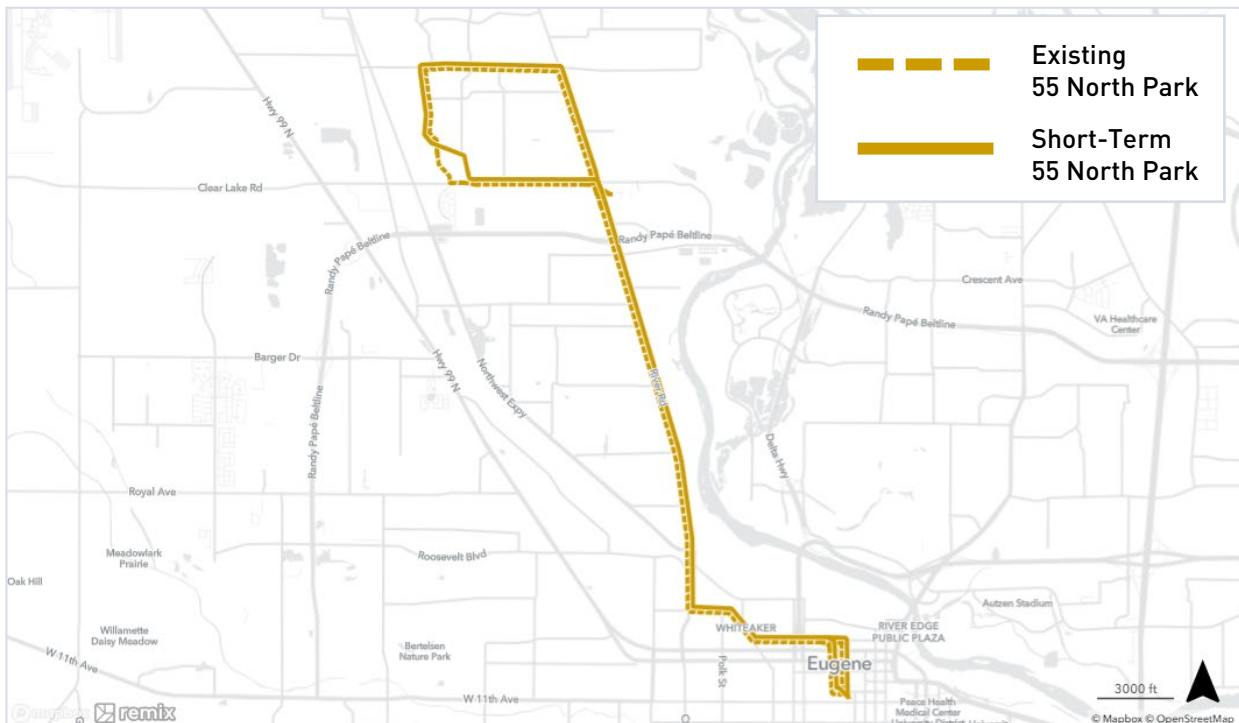 Existing
55 North Park
Short-Term
55 North Park
Hwy 99 N
Clear Lake Rd
Randy Papé Beltline
Randy Papé Beltline
Crescent Ave
Randy Papé Beltline
VA Healthcare
Center
Barger Dr
Hwy 99 N
Northwest Expy
River Rd
Randy Papé Beltline
Delta Hwy
Royal Ave
Meadowlark
Prairie
Roosevelt Blvd
Oak Hill
Autzen Stadium
Willamette
Daisy Meadow
WHITEAKER
RIVER EDGE
PUBLIC PLAZA
Bertelsen
Nature Park
W 11th Ave
Polk St
Eugene
W 11th Ave
Peace Health
Medical Center
University District
3000 ft
mapbox remix
© Mapbox © OpenStreetMap